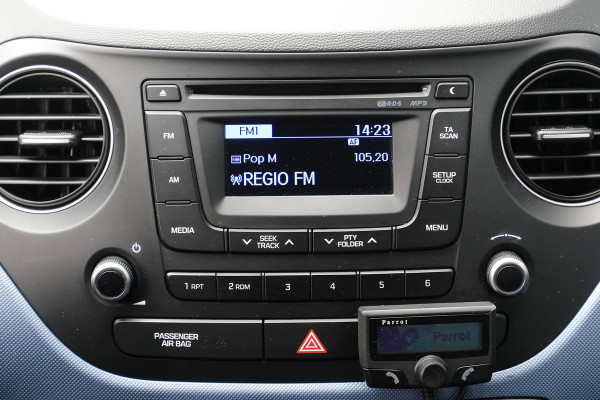 R·D·S MP3
FM1 14:23
AF
Pop M 105,20
REGIO FM
FM
AM
MEDIA
TA
SCAN
SETUP
CLOCK
MENU
SEEK
TRACK
PTY
FOLDER
1 RPT
2 RDM
3
4
5
6
PASSENGER
AIR BAG
Parrot
Parrot